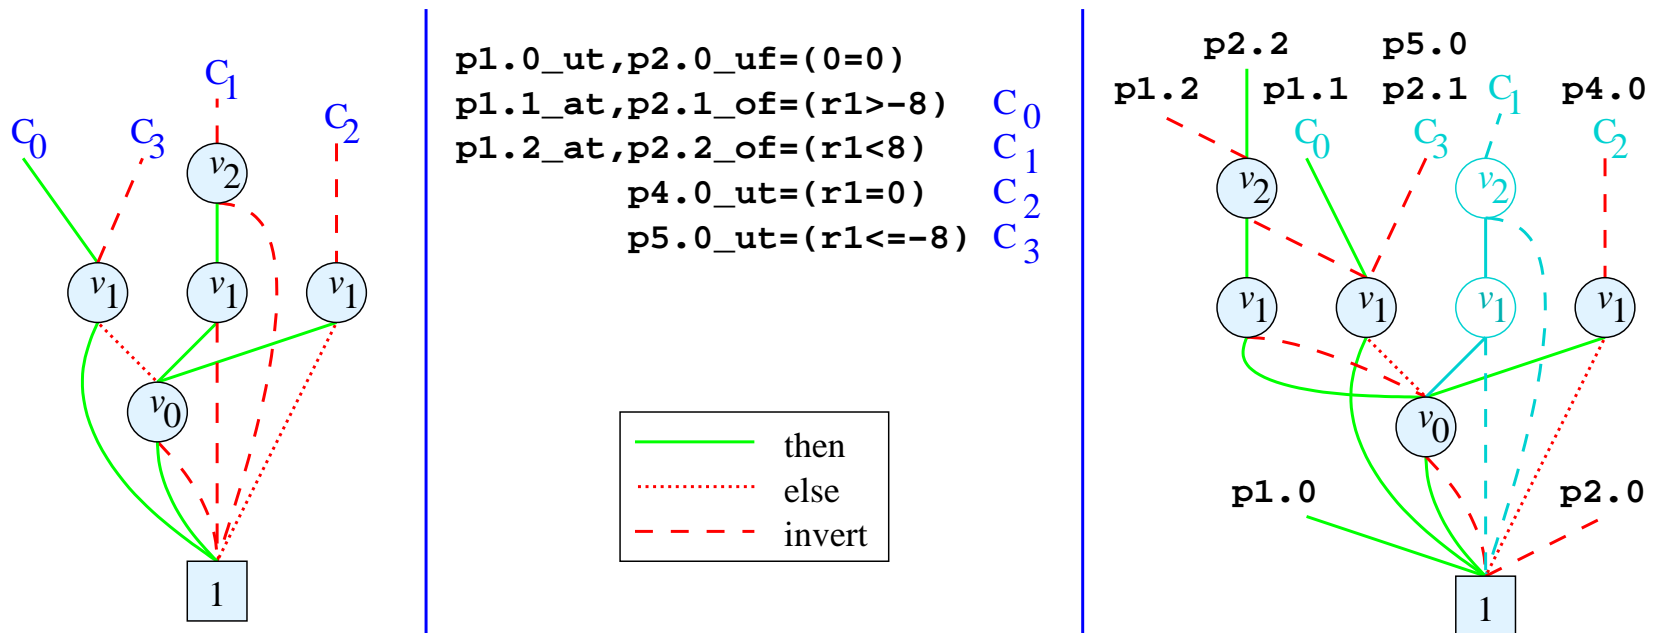 C1
C0
C3
C2
v2
v1
v1
v1
v0
1
p1.0_ut,p2.0_uf=(0=0)
p1.1_at,p2.1_of=(r1>-8) C0
p1.2_at,p2.2_of=(r1<8) C1
p4.0_ut=(r1=0) C2
p5.0_ut=(r1<=-8) C3
then
else
invert
p2.2
p5.0
p1.2
p1.1
p2.1
C1
p4.0
C0
C3
C2
v2
v2
v1
v1
v1
v1
v0
p1.0
p2.0
1